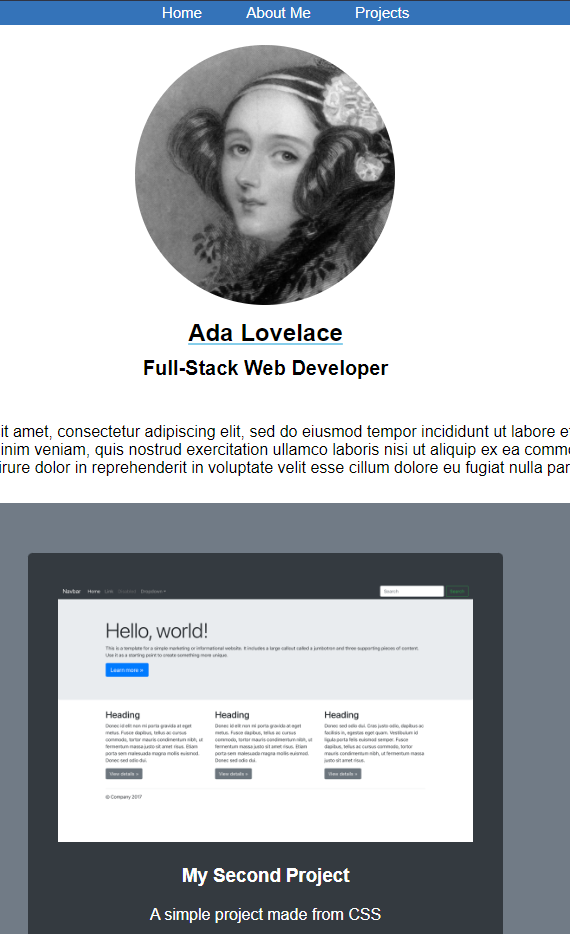 Home About Me Projects
Ada Lovelace
Full-Stack Web Developer
it amet, consectetur adipiscing elit, sed do eiusmod tempor incididunt ut labore et
inim veniam, quis nostrud exercitation ullamco laboris nisi ut aliquip ex ea comm
irure dolor in reprehenderit in voluptate velit esse cillum dolore eu fugiat nulla par
Navbar Home Link Disabled Dropdown Search Search
Hello, world!
This is a template for a simple marketing or informational website. It includes a large callout called a jumbotron and three supporting pieces of content.
Use it as a starting point to create something more unique.
Learn more »
Heading Heading Heading
Donec id elit non mi porta gravida at eget Donec id elit non mi porta gravida at eget Donec sed odio dui. Cras justo odio, dapibus ac
metus. Fusce dapibus, tellus ac cursus metus. Fusce dapibus, tellus ac cursus facilisis in, egestas eget quam. Vestibulum id
commodo, tortor mauris condimentum nibh, ut commodo, tortor mauris condimentum nibh, ut ligula porta felis euismod semper. Fusce
fermentum massa justo sit amet risus. Etiam fermentum massa justo sit amet risus. Etiam dapibus, tellus ac cursus commodo, tortor
porta sem malesuada magna mollis euismod. porta sem malesuada magna mollis euismod. mauris condimentum nibh, ut fermentum massa
Donec sed odio dui. Donec sed odio dui. justo sit amet risus.
View details » View details » View details »
© Company 2017
My Second Project
A simple project made from CSS